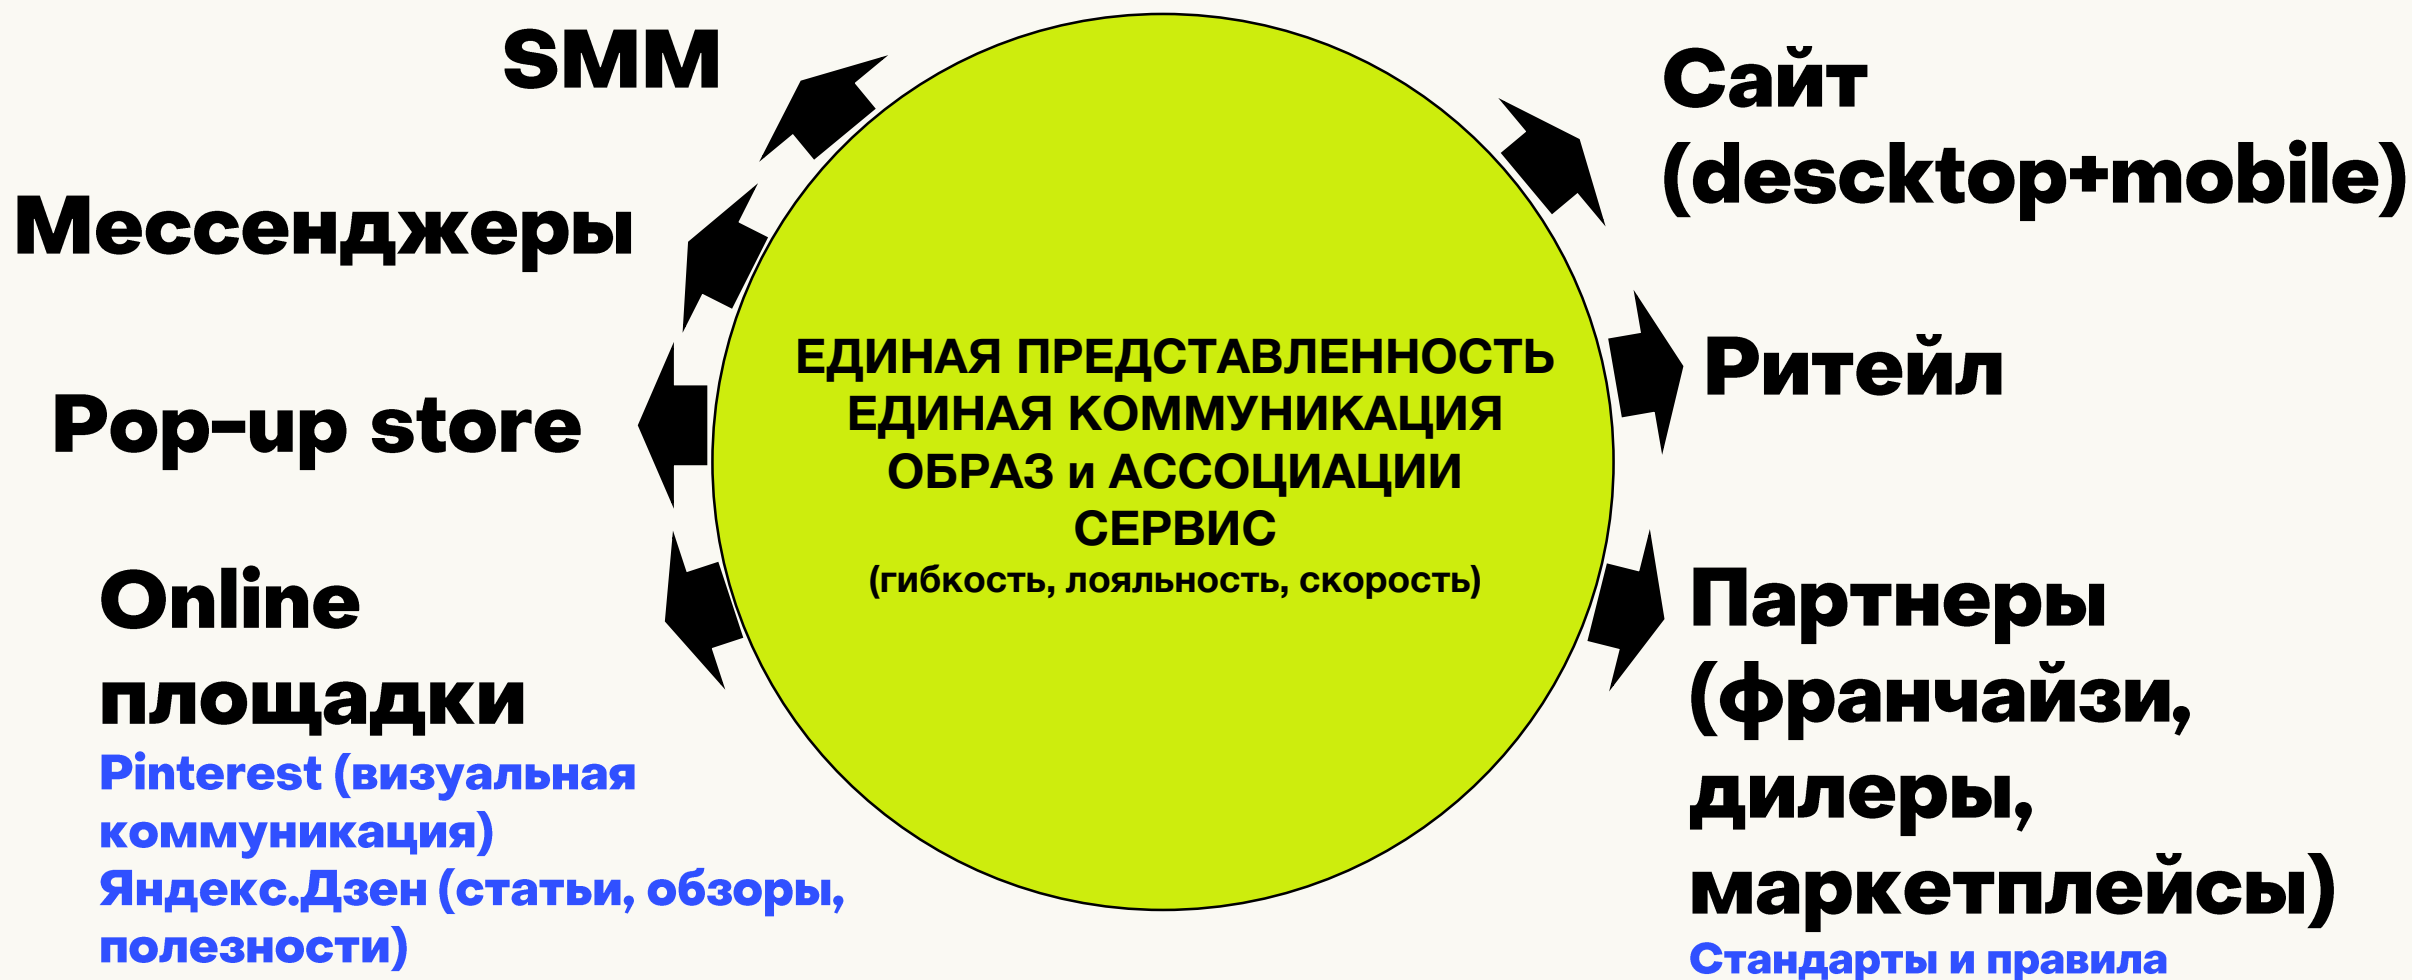 SMM
Мессенджеры
Pop-up store
Online
площадки
Pinterest (визуальная
коммуникация)
Яндекс.Дзен (статьи, обзоры,
полезности)
ЕДИНАЯ ПРЕДСТАВЛЕННОСТЬ
ЕДИНАЯ КОММУНИКАЦИЯ
ОБРАЗ и АССОЦИАЦИИ
СЕРВИС
(гибкость, лояльность, скорость)
Сайт
(descktop+mobile)
Ритейл
Партнеры
(франчайзи,
дилеры,
маркетплейсы)
Стандарты и правила